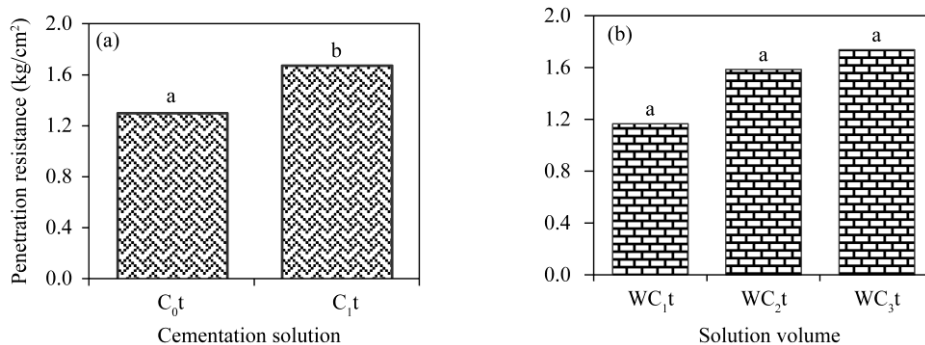 Penetration resistance (kg/cm²)
2.0
1.6
1.2
0.8
0.4
0.0
(a)
a
b
C₀t
C₁t
Cementation solution
2.0
1.6
1.2
0.8
0.4
0.0
(b)
a
a
a
WC₁t
WC₂t
WC₃t
Solution volume